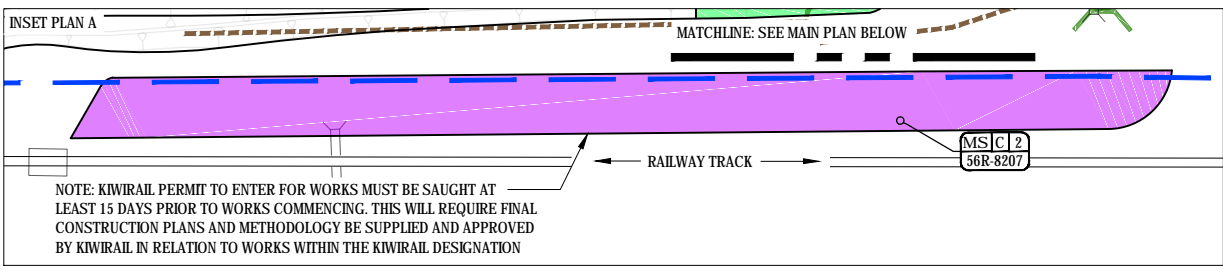 INSET PLAN A
MATCHLINE: SEE MAIN PLAN BELOW
MS C 2
56R-8207
RAILWAY TRACK
NOTE: KIWIRAIL PERMIT TO ENTER FOR WORKS MUST BE SAUGHT AT
LEAST 15 DAYS PRIOR TO WORKS COMMENCING. THIS WILL REQUIRE FINAL
CONSTRUCTION PLANS AND METHODOLOGY BE SUPPLIED AND APPROVED
BY KIWIRAIL IN RELATION TO WORKS WITHIN THE KIWIRAIL DESIGNATION